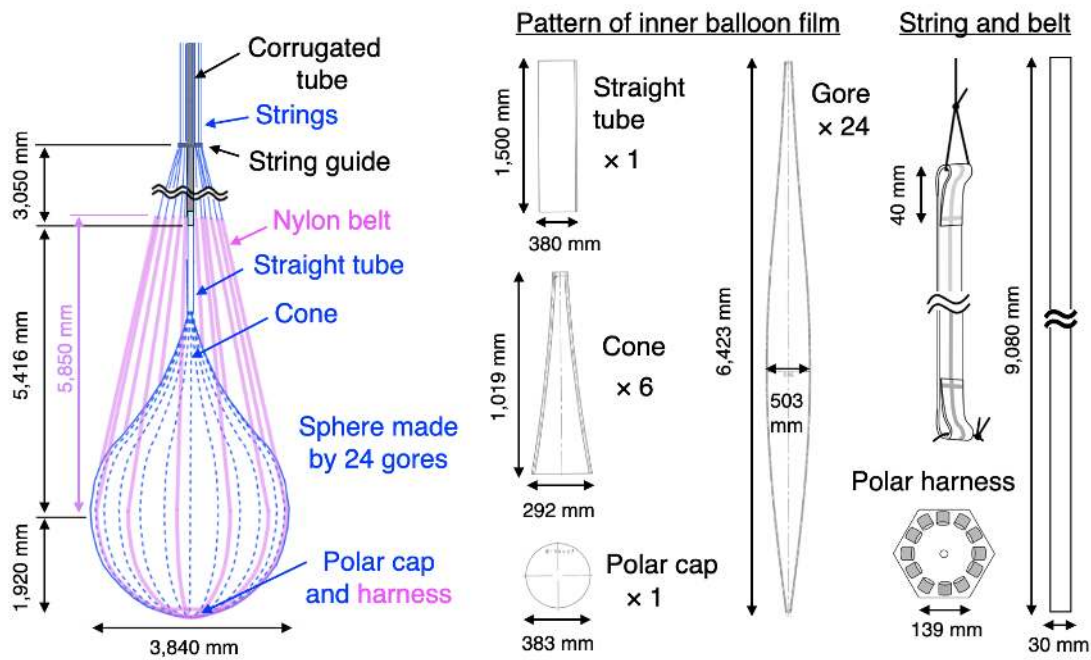 Corrugated
tube
Strings
String guide
3,050 mm
Nylon belt
Straight tube
Cone
5,850 mm
5,416 mm
Sphere made
by 24 gores
1,920 mm
Polar cap
and harness
3,840 mm
Pattern of inner balloon film
1,500 mm
Straight
tube
× 1
380 mm
1,019 mm
Cone
× 6
292 mm
Polar cap
× 1
383 mm
Gore
× 24
6,423 mm
503
mm
String and belt
40 mm
9,080 mm
Polar harness
139 mm
30 mm